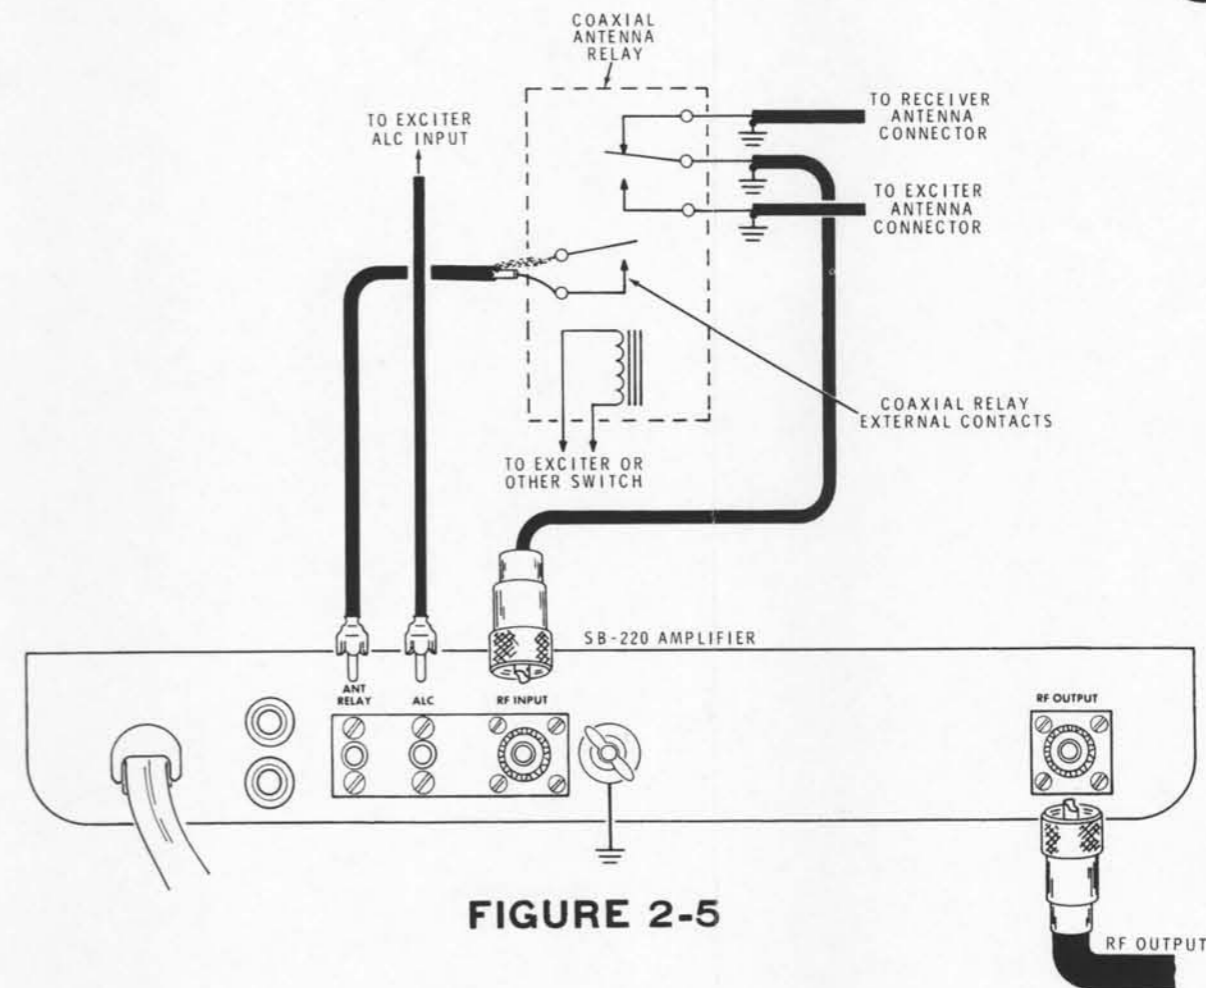 COAXIAL
ANTENNA
RELAY
TO EXCITER
ALC INPUT
TO RECEIVER
ANTENNA
CONNECTOR
TO EXCITER
ANTENNA
CONNECTOR
COAXIAL RELAY
EXTERNAL CONTACTS
TO EXCITER OR
OTHER SWITCH
SB-220 AMPLIFIER
ANT
RELAY
ALC
RF INPUT
RF OUTPUT
FIGURE 2-5
RF OUTPUT